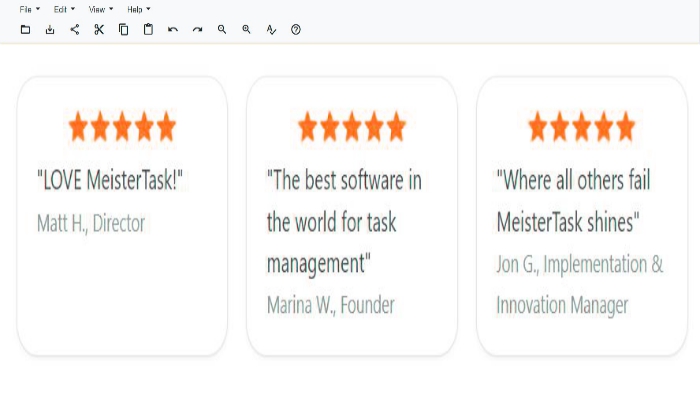 File Edit View Help
"LOVE MeisterTask!"
Matt H., Director
"The best software in
the world for task
management"
Marina W., Founder
"Where all others fail
MeisterTask shines"
Jon G., Implementation &
Innovation Manager